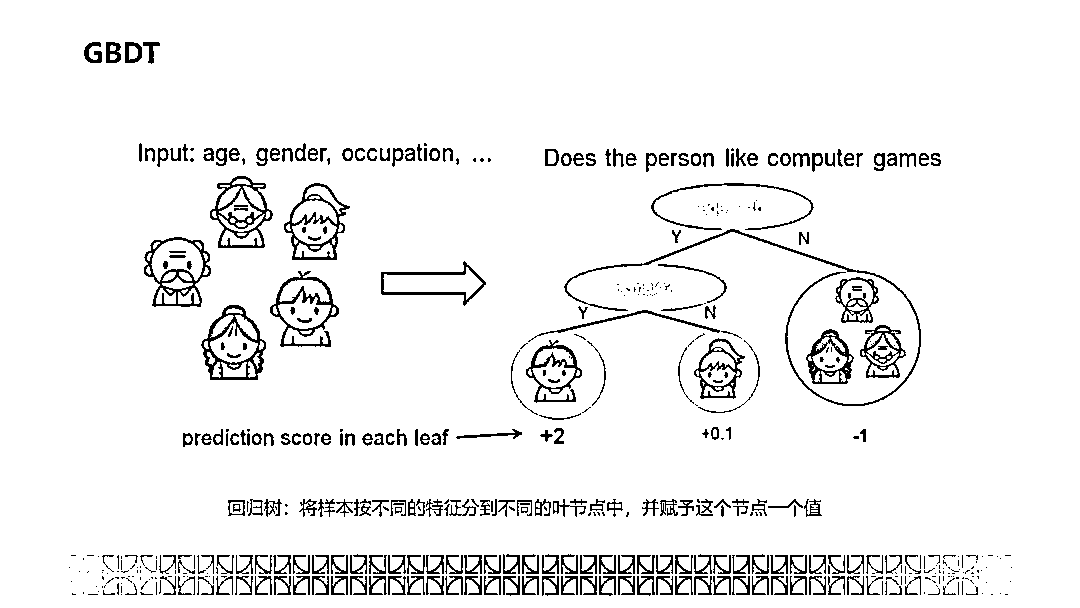 GBDT
Input: age, gender, occupation, ...
Does the person like computer games
Y
N
Y
N
prediction score in each leaf
+2
+0.1
-1
回归树：将样本按不同的特征分到不同的叶节点中，并赋予这个节点一个值